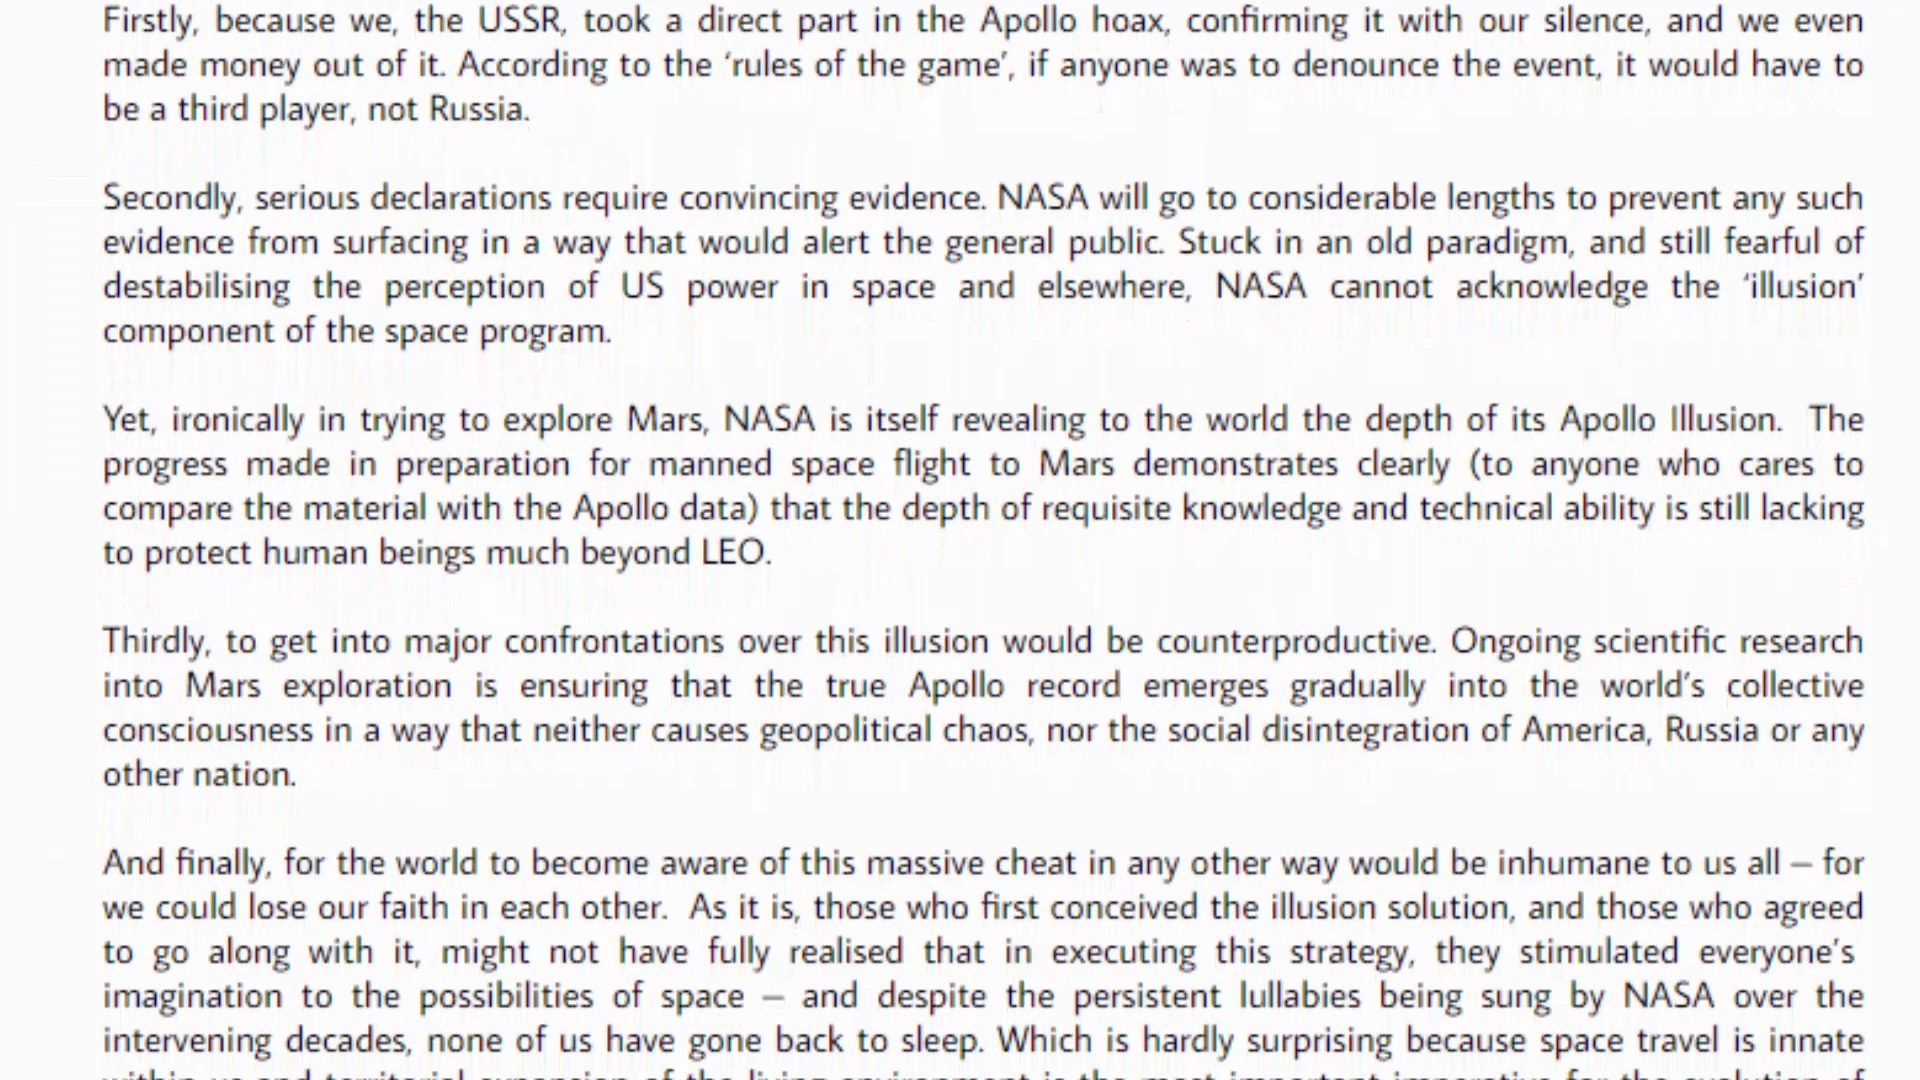 Firstly, because we, the USSR, took a direct part in the Apollo hoax, confirming it with our silence, and we even
made money out of it. According to the ‘rules of the game’, if anyone was to denounce the event, it would have to
be a third player, not Russia.
Secondly, serious declarations require convincing evidence. NASA will go to considerable lengths to prevent any such
evidence from surfacing in a way that would alert the general public. Stuck in an old paradigm, and still fearful of
destabilising the perception of US power in space and elsewhere, NASA cannot acknowledge the ‘illusion’
component of the space program.
Yet, ironically in trying to explore Mars, NASA is itself revealing to the world the depth of its Apollo Illusion. The
progress made in preparation for manned space flight to Mars demonstrates clearly (to anyone who cares to
compare the material with the Apollo data) that the depth of requisite knowledge and technical ability is still lacking
to protect human beings much beyond LEO.
Thirdly, to get into major confrontations over this illusion would be counterproductive. Ongoing scientific research
into Mars exploration is ensuring that the true Apollo record emerges gradually into the world’s collective
consciousness in a way that neither causes geopolitical chaos, nor the social disintegration of America, Russia or any
other nation.
And finally, for the world to become aware of this massive cheat in any other way would be inhumane to us all – for
we could lose our faith in each other. As it is, those who first conceived the illusion solution, and those who agreed
to go along with it, might not have fully realised that in executing this strategy, they stimulated everyone’s
imagination to the possibilities of space – and despite the persistent lullabies being sung by NASA over the
intervening decades, none of us have gone back to sleep. Which is hardly surprising because space travel is innate